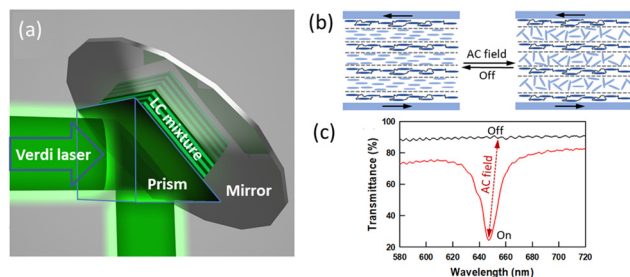 (a)
Verdi laser
LC mixture
Prism
Mirror
(b)
AC field
Off
(c)
Transmittance (%)
100
80
60
40
20
Off
AC field
On
580 600 620 640 660 680 700 720
Wavelength (nm)